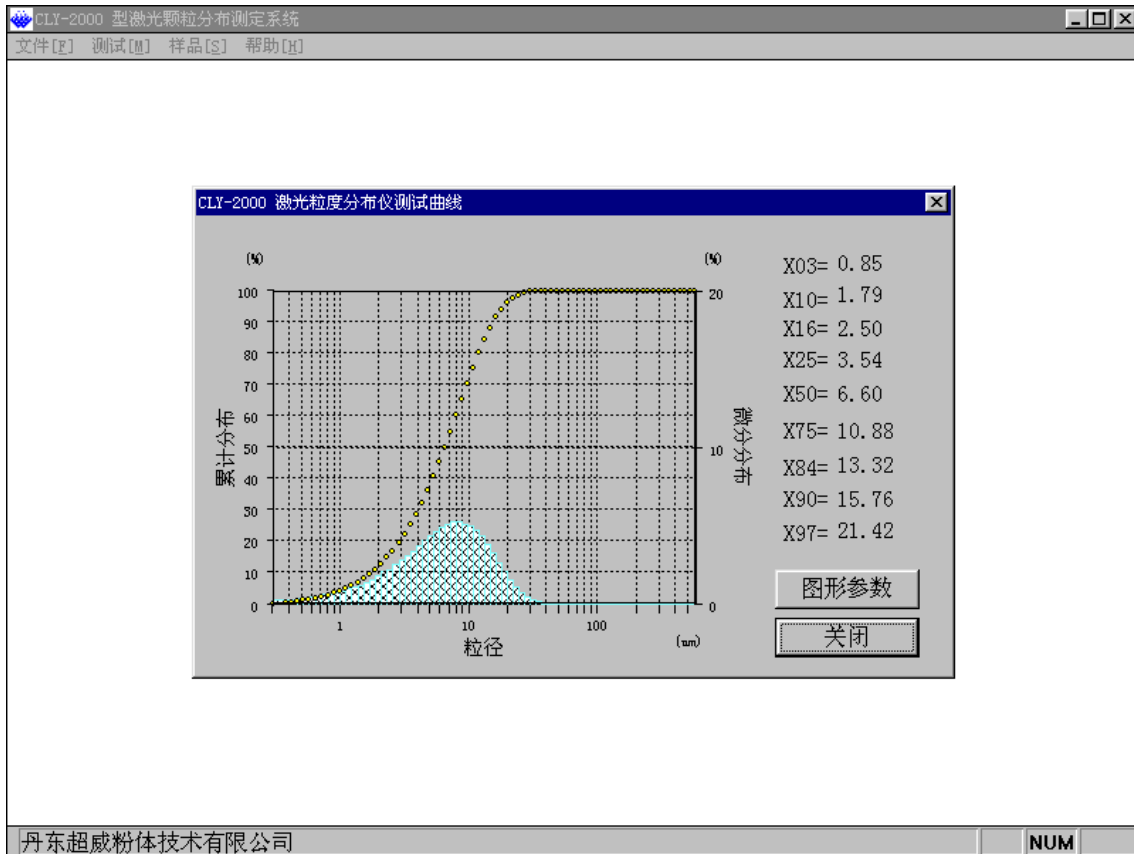 CLY-2000 型激光颗粒分布测定系统
文件[F] 测试[M] 样品[S] 帮助[H]
CLY-2000 激光粒度分布仪测试曲线
(%)
(%)
100
90
80
70
60
50
40
30
20
10
0
累计分布
20
10
0
微分分布
1
10
100
(um)
粒径
X03= 0.85
X10= 1.79
X16= 2.50
X25= 3.54
X50= 6.60
X75= 10.88
X84= 13.32
X90= 15.76
X97= 21.42
图形参数
关闭
丹东超威粉体技术有限公司
NUM